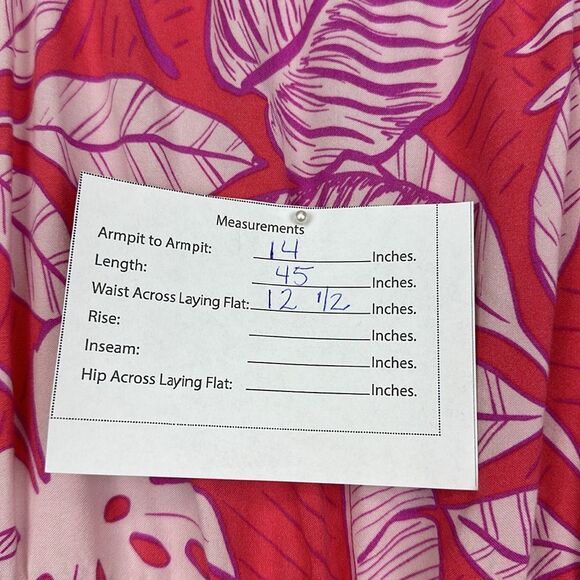 Measurements
Armpit to Armpit: 14 Inches.
Length: 45 Inches.
Waist Across Laying Flat: 12 1/2 Inches.
Rise: Inches.
Inseam: Inches.
Hip Across Laying Flat: Inches.